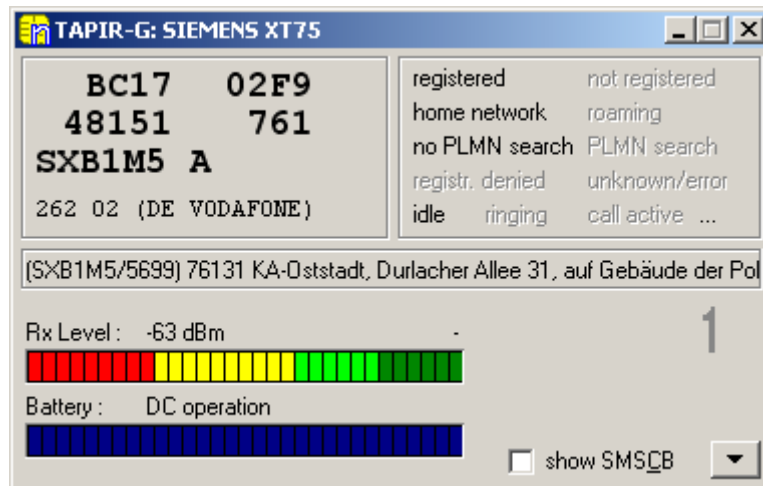 TAPIR-G: SIEMENS XT75
BC17 02F9
48151 761
SXB1M5 A
262 02 (DE VODAFONE)
registered not registered
home network roaming
no PLMN search PLMN search
registr. denied unknown/error
idle ringing call active ...
(SXB1M5/5699) 76131 KA-Oststadt, Durlacher Allee 31, auf Gebäude der Pol
Rx Level : -63 dBm -
1
Battery : DC operation
show SMSCB